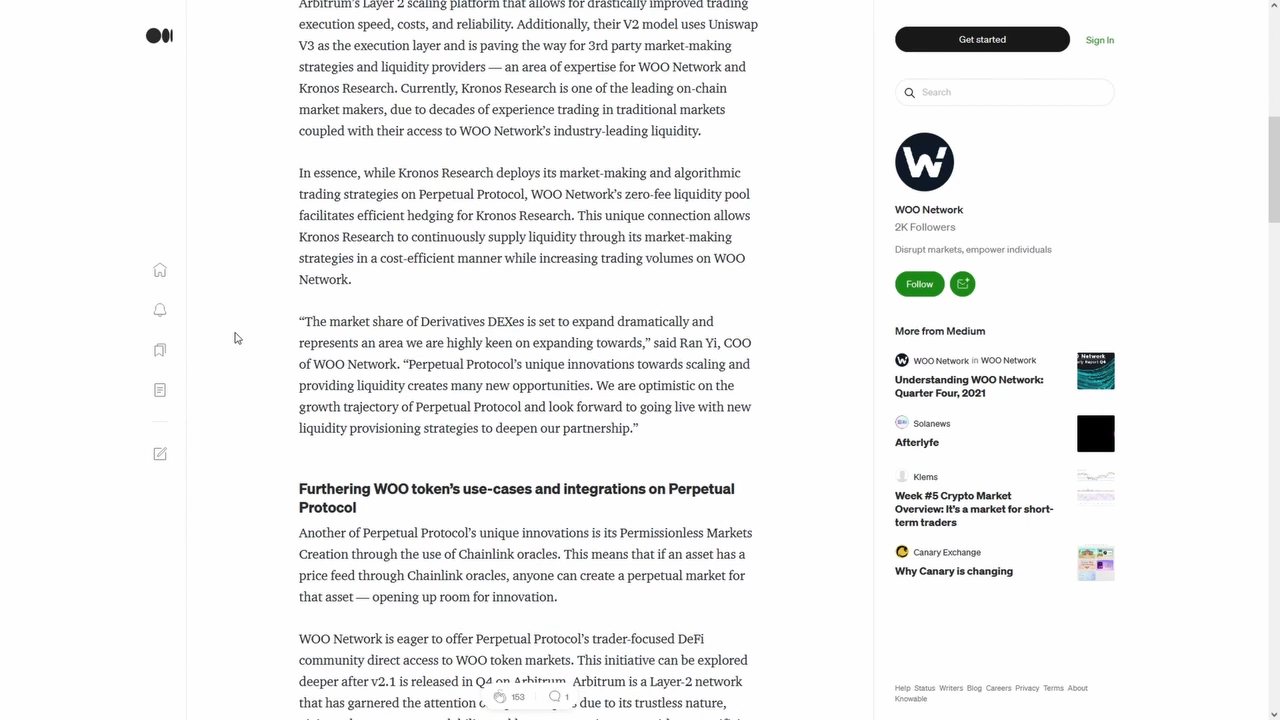 Arbitrum's Layer 2 scaling platform that allows for drastically improved trading
execution speed, costs, and reliability. Additionally, their V2 model uses Uniswap
V3 as the execution layer and is paving the way for 3rd party market-making
strategies and liquidity providers — an area of expertise for WOO Network and
Kronos Research. Currently, Kronos Research is one of the leading on-chain
market makers, due to decades of experience trading in traditional markets
coupled with their access to WOO Network's industry-leading liquidity.
In essence, while Kronos Research deploys its market-making and algorithmic
trading strategies on Perpetual Protocol, WOO Network's zero-fee liquidity pool
facilitates efficient hedging for Kronos Research. This unique connection allows
Kronos Research to continuously supply liquidity through its market-making
strategies in a cost-efficient manner while increasing trading volumes on WOO
Network.
“The market share of Derivatives DEXes is set to expand dramatically and
represents an area we are highly keen on expanding towards,” said Ran Yi, COO
of WOO Network. “Perpetual Protocol's unique innovations towards scaling and
providing liquidity creates many new opportunities. We are optimistic on the
growth trajectory of Perpetual Protocol and look forward to going live with new
liquidity provisioning strategies to deepen our partnership.”
Furthering WOO token's use-cases and integrations on Perpetual
Protocol
Another of Perpetual Protocol's unique innovations is its Permissionless Markets
Creation through the use of Chainlink oracles. This means that if an asset has a
price feed through Chainlink oracles, anyone can create a perpetual market for
that asset — opening up room for innovation.
WOO Network is eager to offer Perpetual Protocol's trader-focused DeFi
community direct access to WOO token markets. This initiative can be explored
deeper after v2.1 is released in Q4 on Arbitrum. Arbitrum is a Layer-2 network
that has garnered the attention due to its trustless nature,
153
1
Get started
Sign In
Search
WOO Network
2K Followers
Disrupt markets, empower individuals
Follow
More from Medium
WOO Network in WOO Network
Understanding WOO Network:
Quarter Four, 2021
Solanews
Afterlyfe
Klems
Week #5 Crypto Market
Overview: It's a market for short-
term traders
Canary Exchange
Why Canary is changing
Help Status Writers Blog Careers Privacy Terms About
Knowable